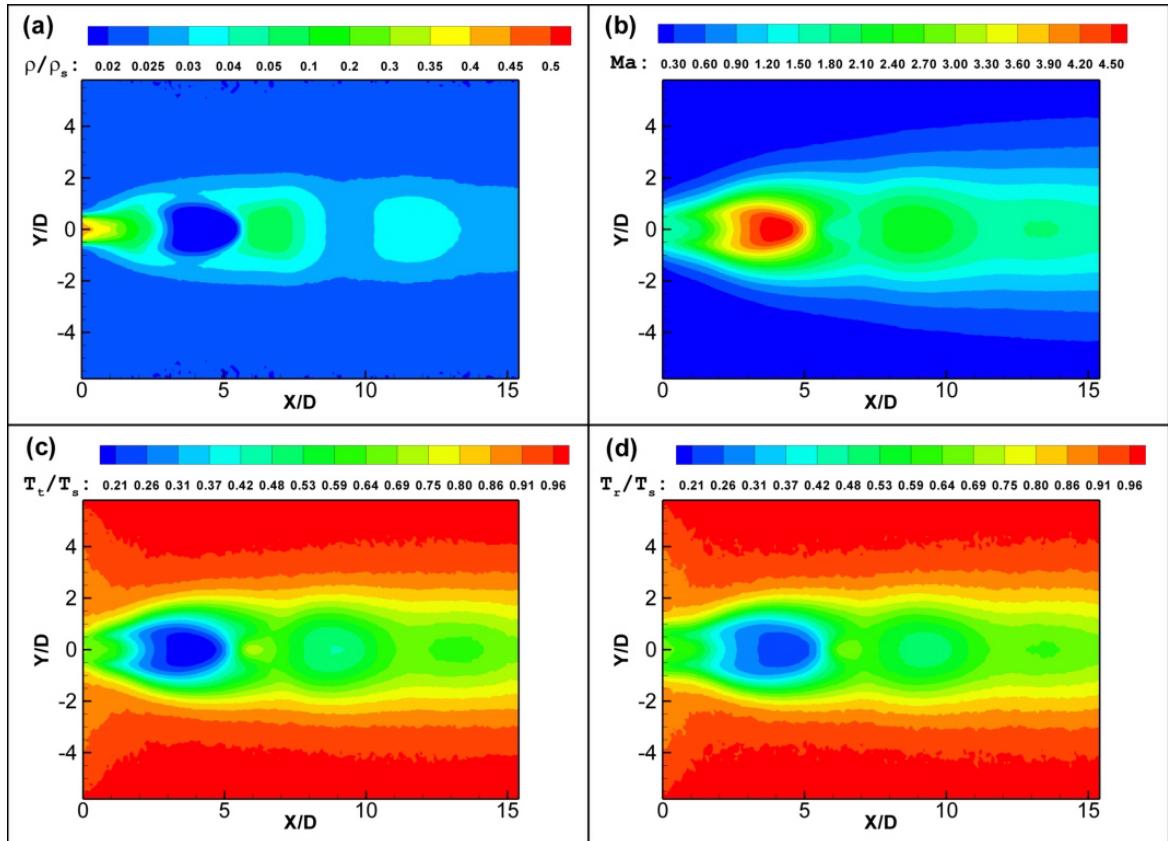 (a)
ρ/ρs: 0.02 0.025 0.03 0.04 0.05 0.1 0.2 0.3 0.35 0.4 0.45 0.5
Y/D
4
2
0
-2
-4
0 5 10 15
X/D
(b)
Ma: 0.30 0.60 0.90 1.20 1.50 1.80 2.10 2.40 2.70 3.00 3.30 3.60 3.90 4.20 4.50
Y/D
4
2
0
-2
-4
0 5 10 15
X/D
(c)
Tt/Ts: 0.21 0.26 0.31 0.37 0.42 0.48 0.53 0.59 0.64 0.69 0.75 0.80 0.86 0.91 0.96
Y/D
4
2
0
-2
-4
0 5 10 15
X/D
(d)
Tr/Ts: 0.21 0.26 0.31 0.37 0.42 0.48 0.53 0.59 0.64 0.69 0.75 0.80 0.86 0.91 0.96
Y/D
4
2
0
-2
-4
0 5 10 15
X/D